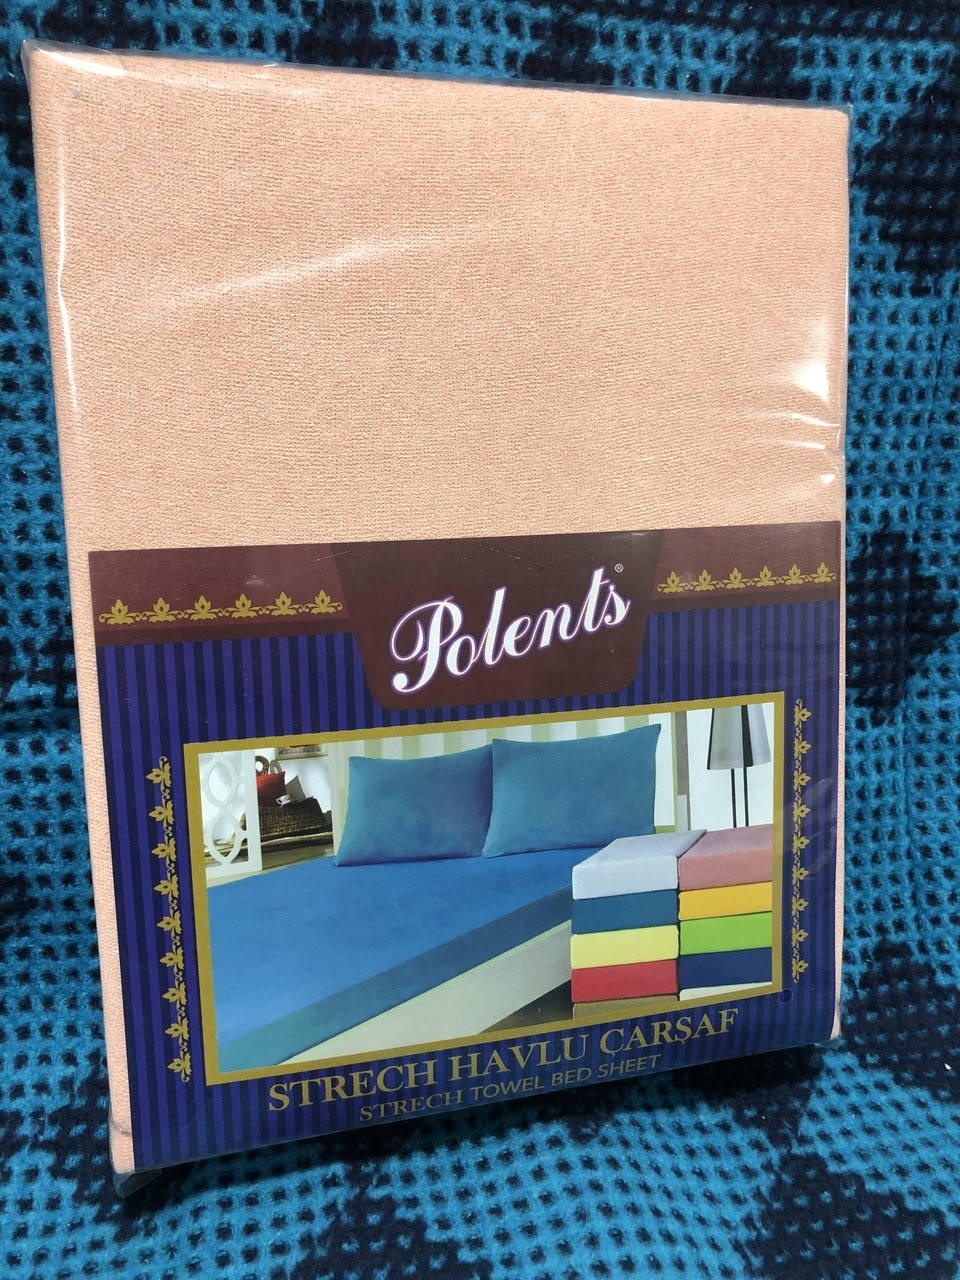 Polents®
STRECH HAVLU ÇARŞAF
STRECH TOWEL BED SHEET